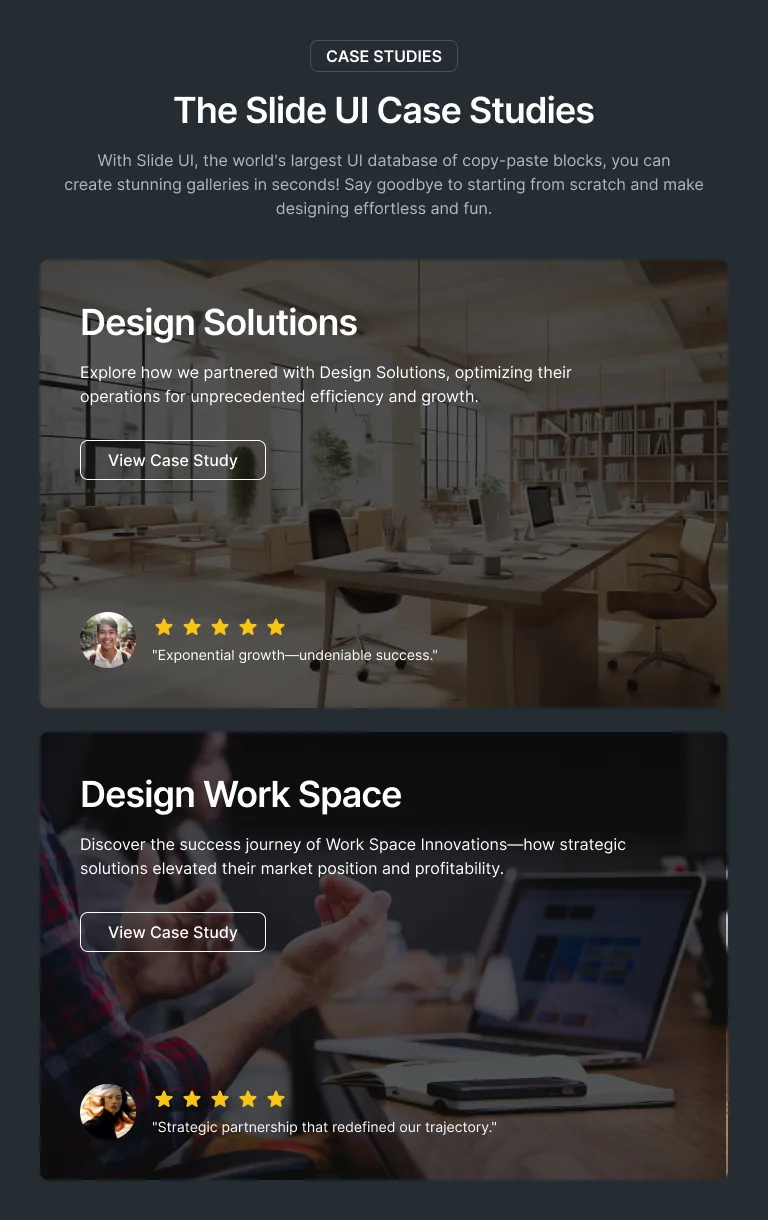 CASE STUDIES
The Slide UI Case Studies
With Slide UI, the world's largest UI database of copy-paste blocks, you can
create stunning galleries in seconds! Say goodbye to starting from scratch and make
designing effortless and fun.
Design Solutions
Explore how we partnered with Design Solutions, optimizing their
operations for unprecedented efficiency and growth.
View Case Study
"Exponential growth—undeniable success."
Design Work Space
Discover the success journey of Work Space Innovations—how strategic
solutions elevated their market position and profitability.
View Case Study
"Strategic partnership that redefined our trajectory."